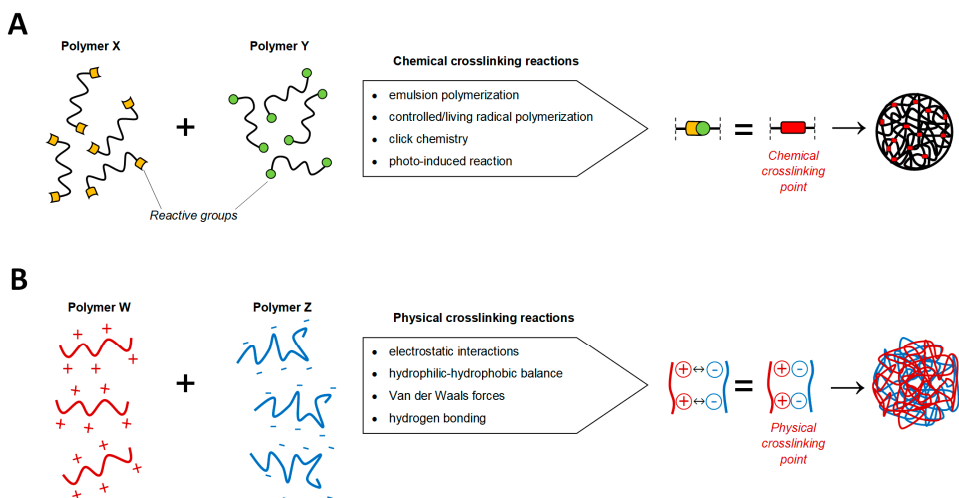 A
Polymer X
Polymer Y
Chemical crosslinking reactions
• emulsion polymerization
• controlled/living radical polymerization
• click chemistry
• photo-induced reaction
+
=
Chemical
crosslinking
point
Reactive groups
B
Polymer W
Polymer Z
Physical crosslinking reactions
• electrostatic interactions
• hydrophilic-hydrophobic balance
• Van der Waals forces
• hydrogen bonding
+
=
Physical
crosslinking
point